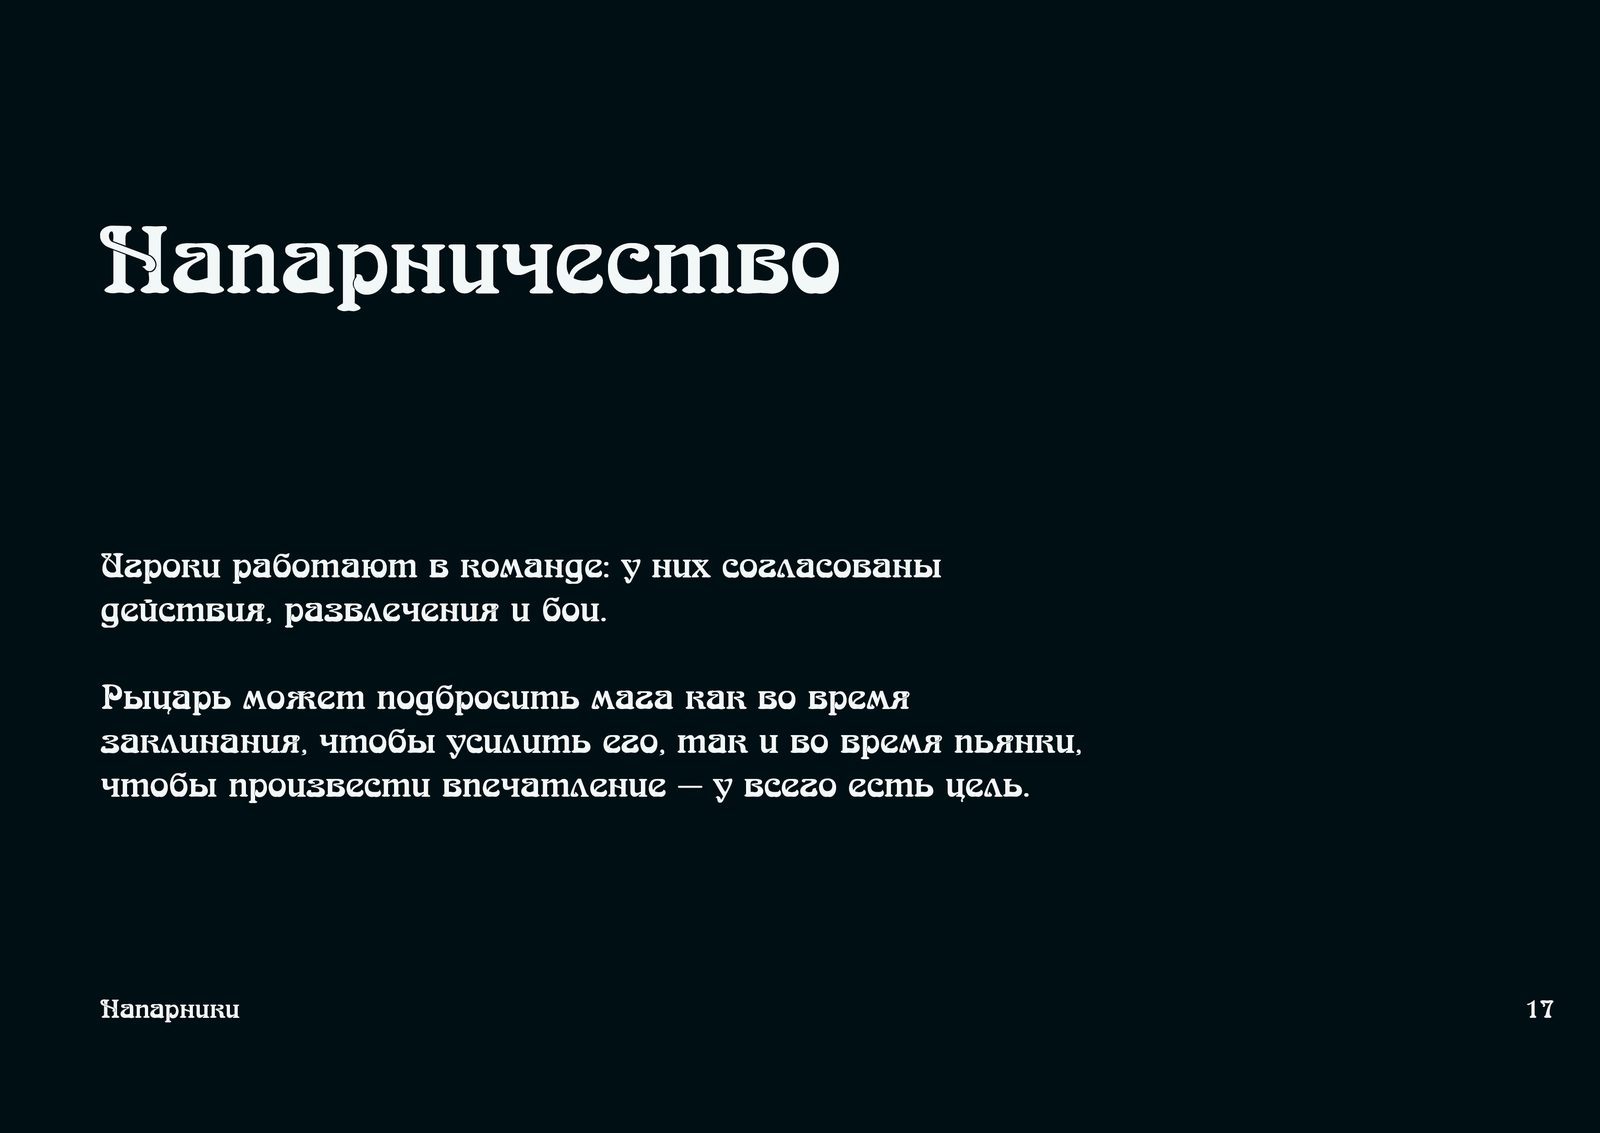 Напарничество
Игроки работают в команде: у них согласованы
действия, развлечения и бои.
Рыцарь может подбросить мага как во время
заклинания, чтобы усилить его, так и во время пьянки,
чтобы произвести впечатление — у всего есть цель.
Напарники
17